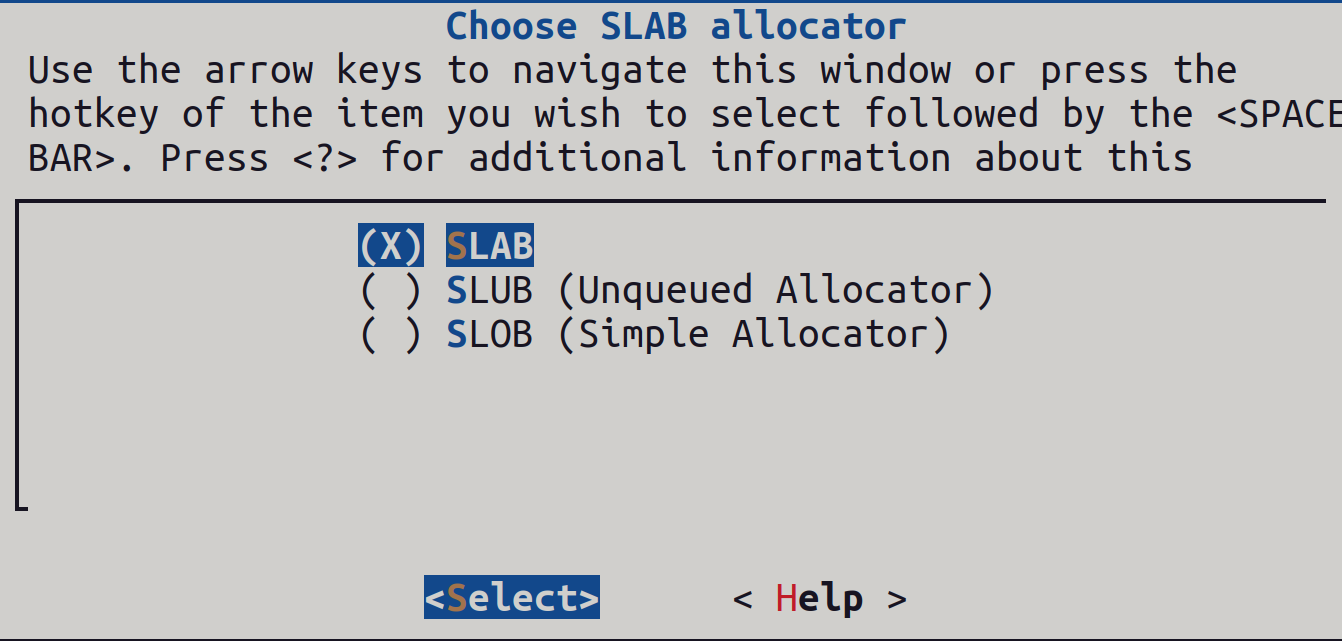 Choose SLAB allocator
Use the arrow keys to navigate this window or press the
hotkey of the item you wish to select followed by the <SPACE
BAR>. Press <?> for additional information about this
(X) SLAB
( ) SLUB (Unqueued Allocator)
( ) SLOB (Simple Allocator)
<Select> < Help >